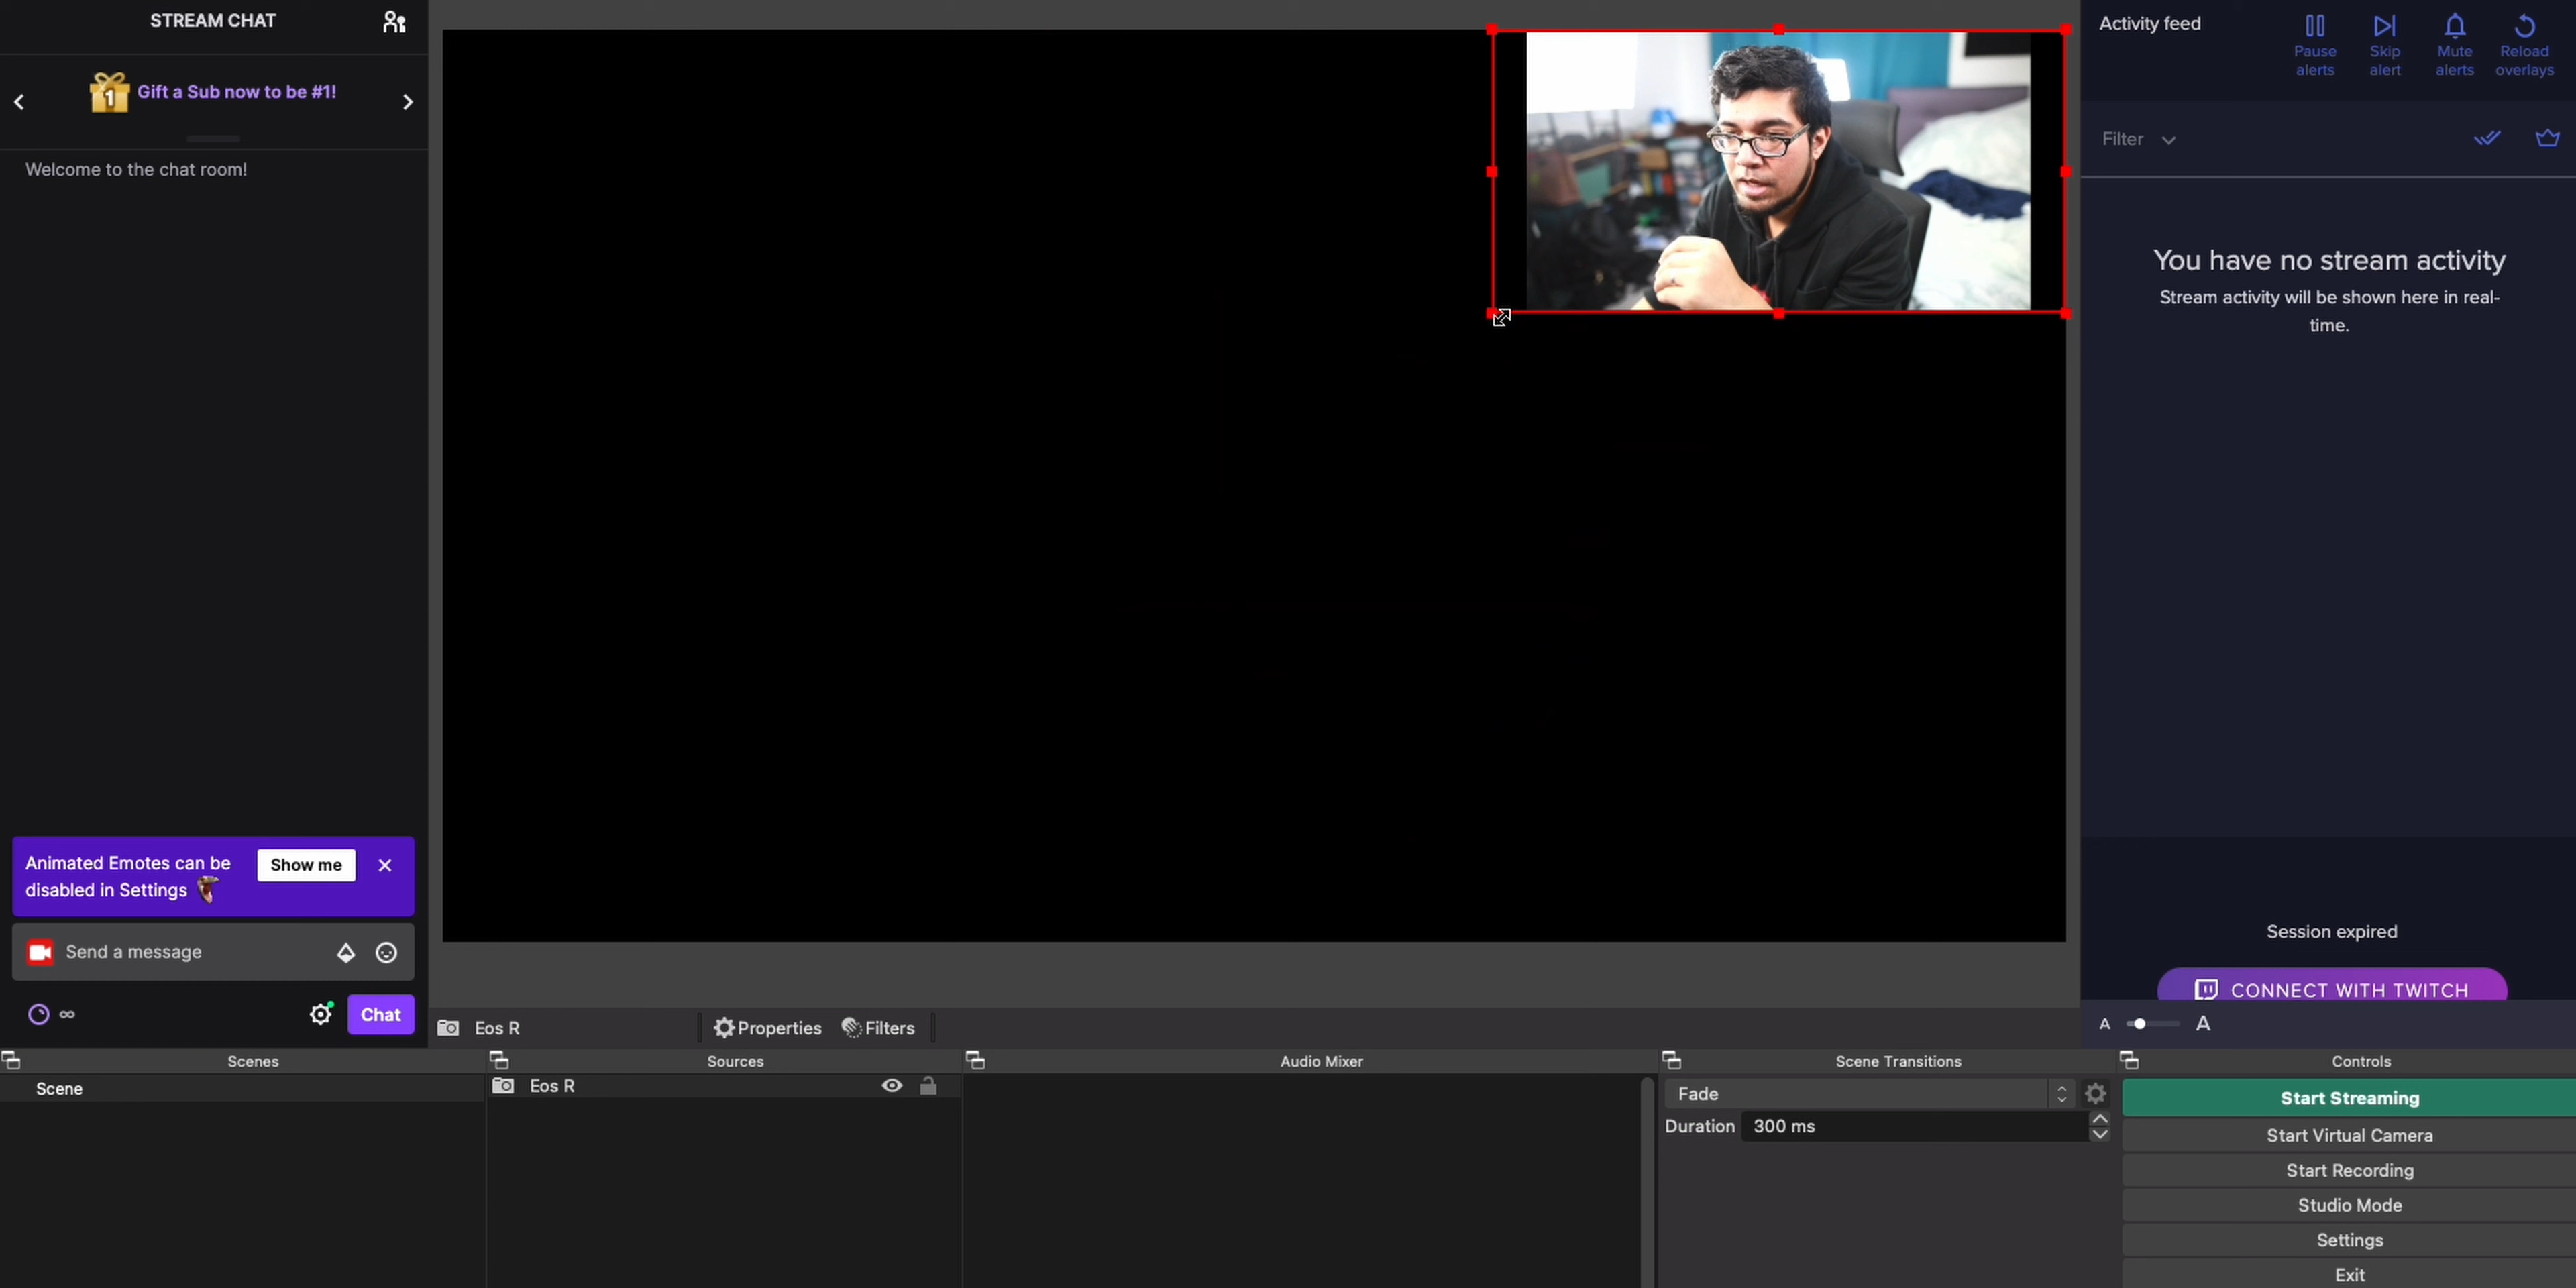 STREAM CHAT
1
Gift a Sub now to be #1!
Welcome to the chat room!
Animated Emotes can be
disabled in Settings
Show me
Send a message
∞
Chat
Activity feed
Pause
alerts
Skip
alert
Mute
alerts
Reload
overlays
Filter
You have no stream activity
Stream activity will be shown here in real-
time.
Session expired
CONNECT WITH TWITCH
A
A
Eos R
Properties
Filters
Scenes
Scene
Sources
Eos R
Audio Mixer
Scene Transitions
Fade
Duration
300 ms
Controls
Start Streaming
Start Virtual Camera
Start Recording
Studio Mode
Settings
Exit